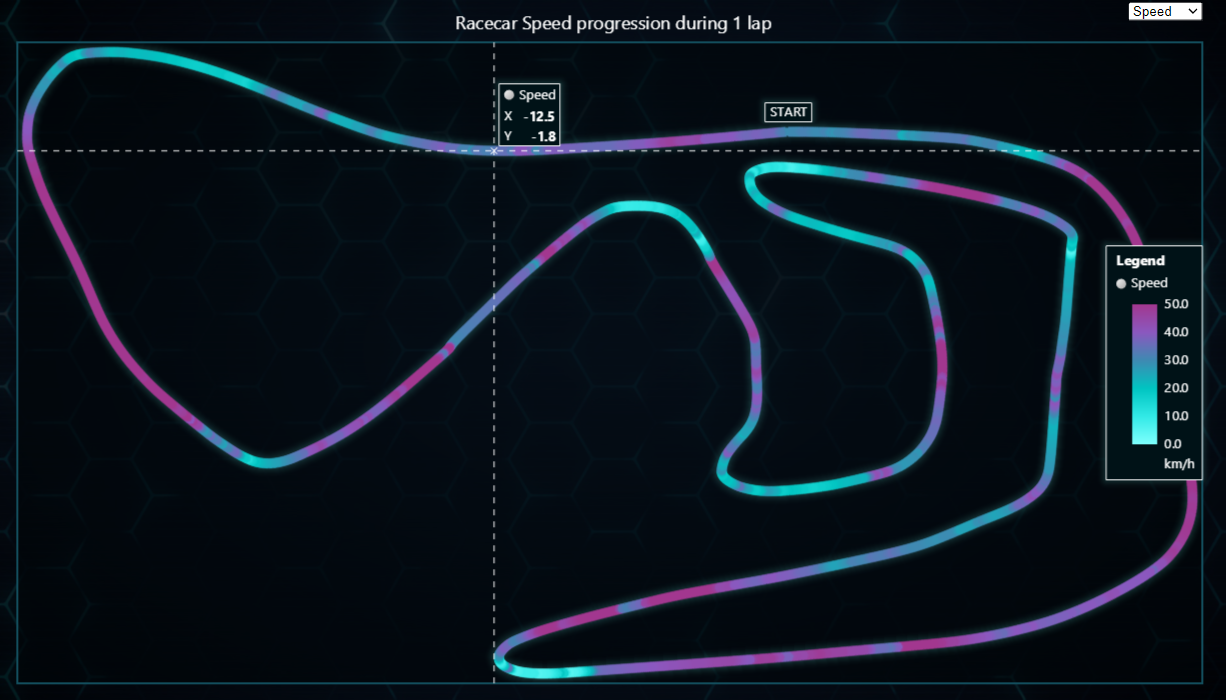 Speed
Racecar Speed progression during 1 lap
Speed
X -12.5
Y -1.8
START
Legend
Speed
50.0
40.0
30.0
20.0
10.0
0.0
km/h